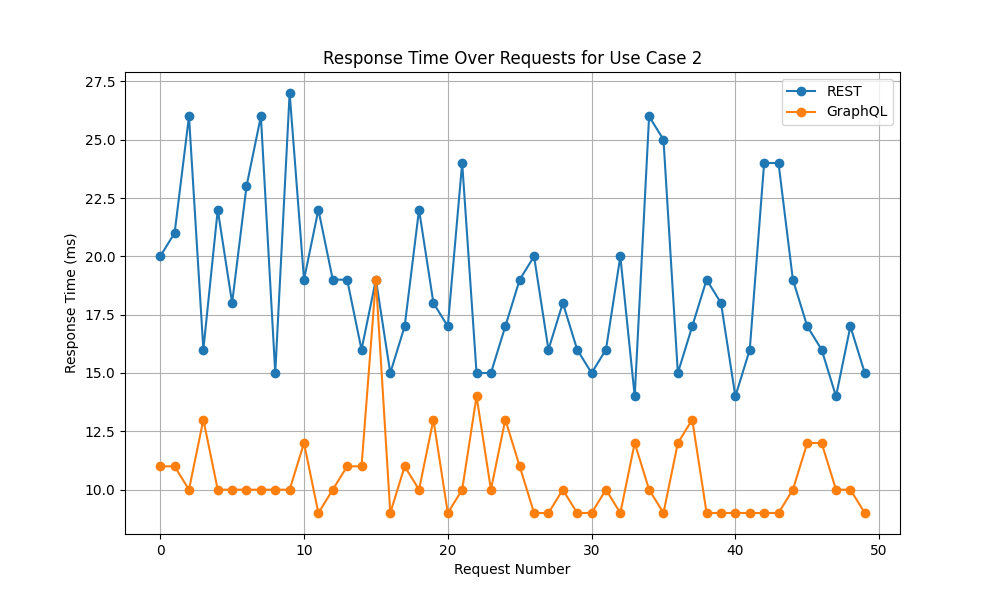 Response Time Over Requests for Use Case 2
REST
GraphQL
27.5
25.0
22.5
20.0
17.5
15.0
12.5
10.0
Response Time (ms)
0 10 20 30 40 50
Request Number